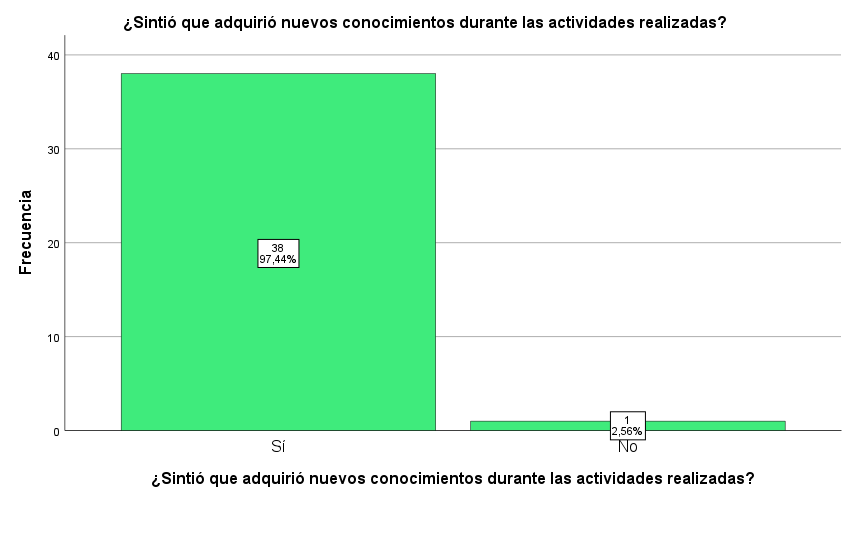 ¿Sintió que adquirió nuevos conocimientos durante las actividades realizadas?
40
30
20
10
0
Frecuencia
38
97,44%
1
2,56%
Sí
No
¿Sintió que adquirió nuevos conocimientos durante las actividades realizadas?